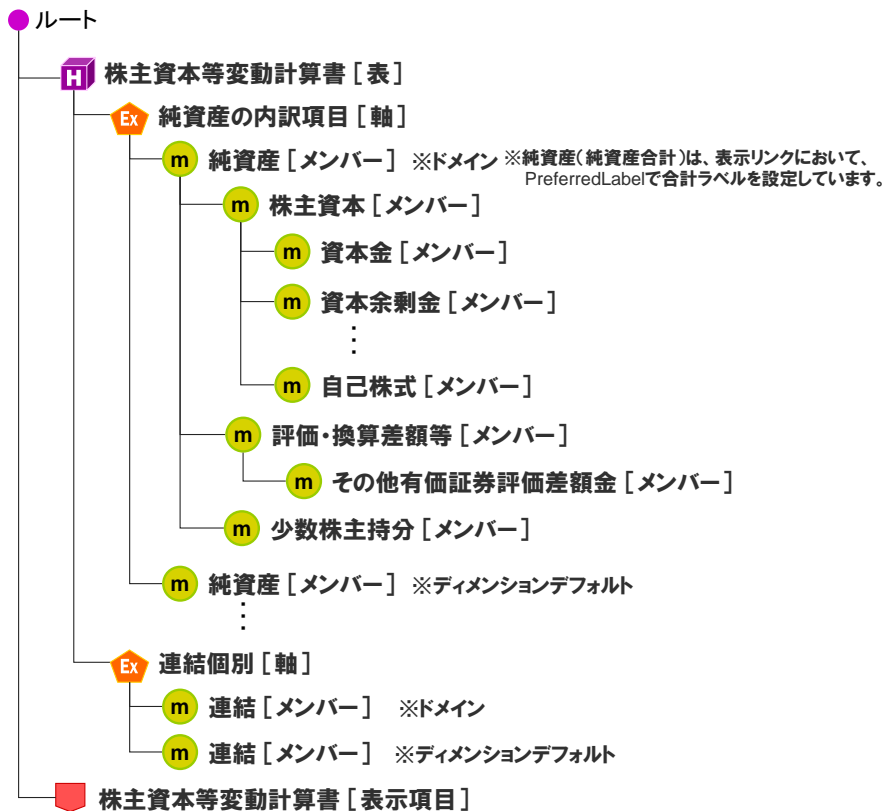 ルート
H 株主資本等変動計算書［表］
Ex 純資産の内訳項目［軸］
m 純資産［メンバー］ ※ドメイン ※純資産（純資産合計）は、表示リンクにおいて、
PreferredLabelで合計ラベルを設定しています。
m 株主資本［メンバー］
m 資本金［メンバー］
m 資本余剰金［メンバー］
⋮
m 自己株式［メンバー］
m 評価・換算差額等［メンバー］
m その他有価証券評価差額金［メンバー］
m 少数株主持分［メンバー］
m 純資産［メンバー］ ※ディメンションデフォルト
⋮
Ex 連結個別［軸］
m 連結［メンバー］ ※ドメイン
m 連結［メンバー］ ※ディメンションデフォルト
株主資本等変動計算書［表示項目］